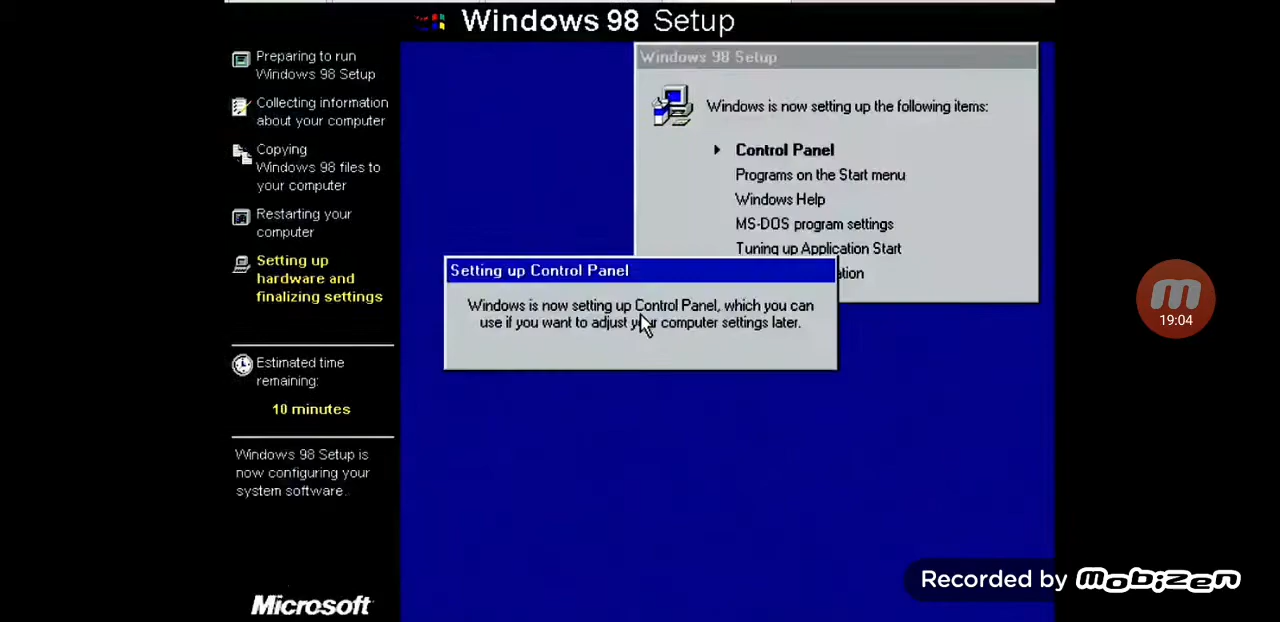 Windows 98 Setup
Preparing to run
Windows 98 Setup
Collecting information
about your computer
Copying
Windows 98 files to
your computer
Restarting your
computer
Setting up
hardware and
finalizing settings
Estimated time
remaining:
10 minutes
Windows 98 Setup is
now configuring your
system software.
Microsoft
Windows 98 Setup
Windows is now setting up the following items:
Control Panel
Programs on the Start menu
Windows Help
MS-DOS program settings
Tuning up Application Start
ation
Setting up Control Panel
Windows is now setting up Control Panel, which you can
use if you want to adjust your computer settings later.
19:04
Recorded by mobizen